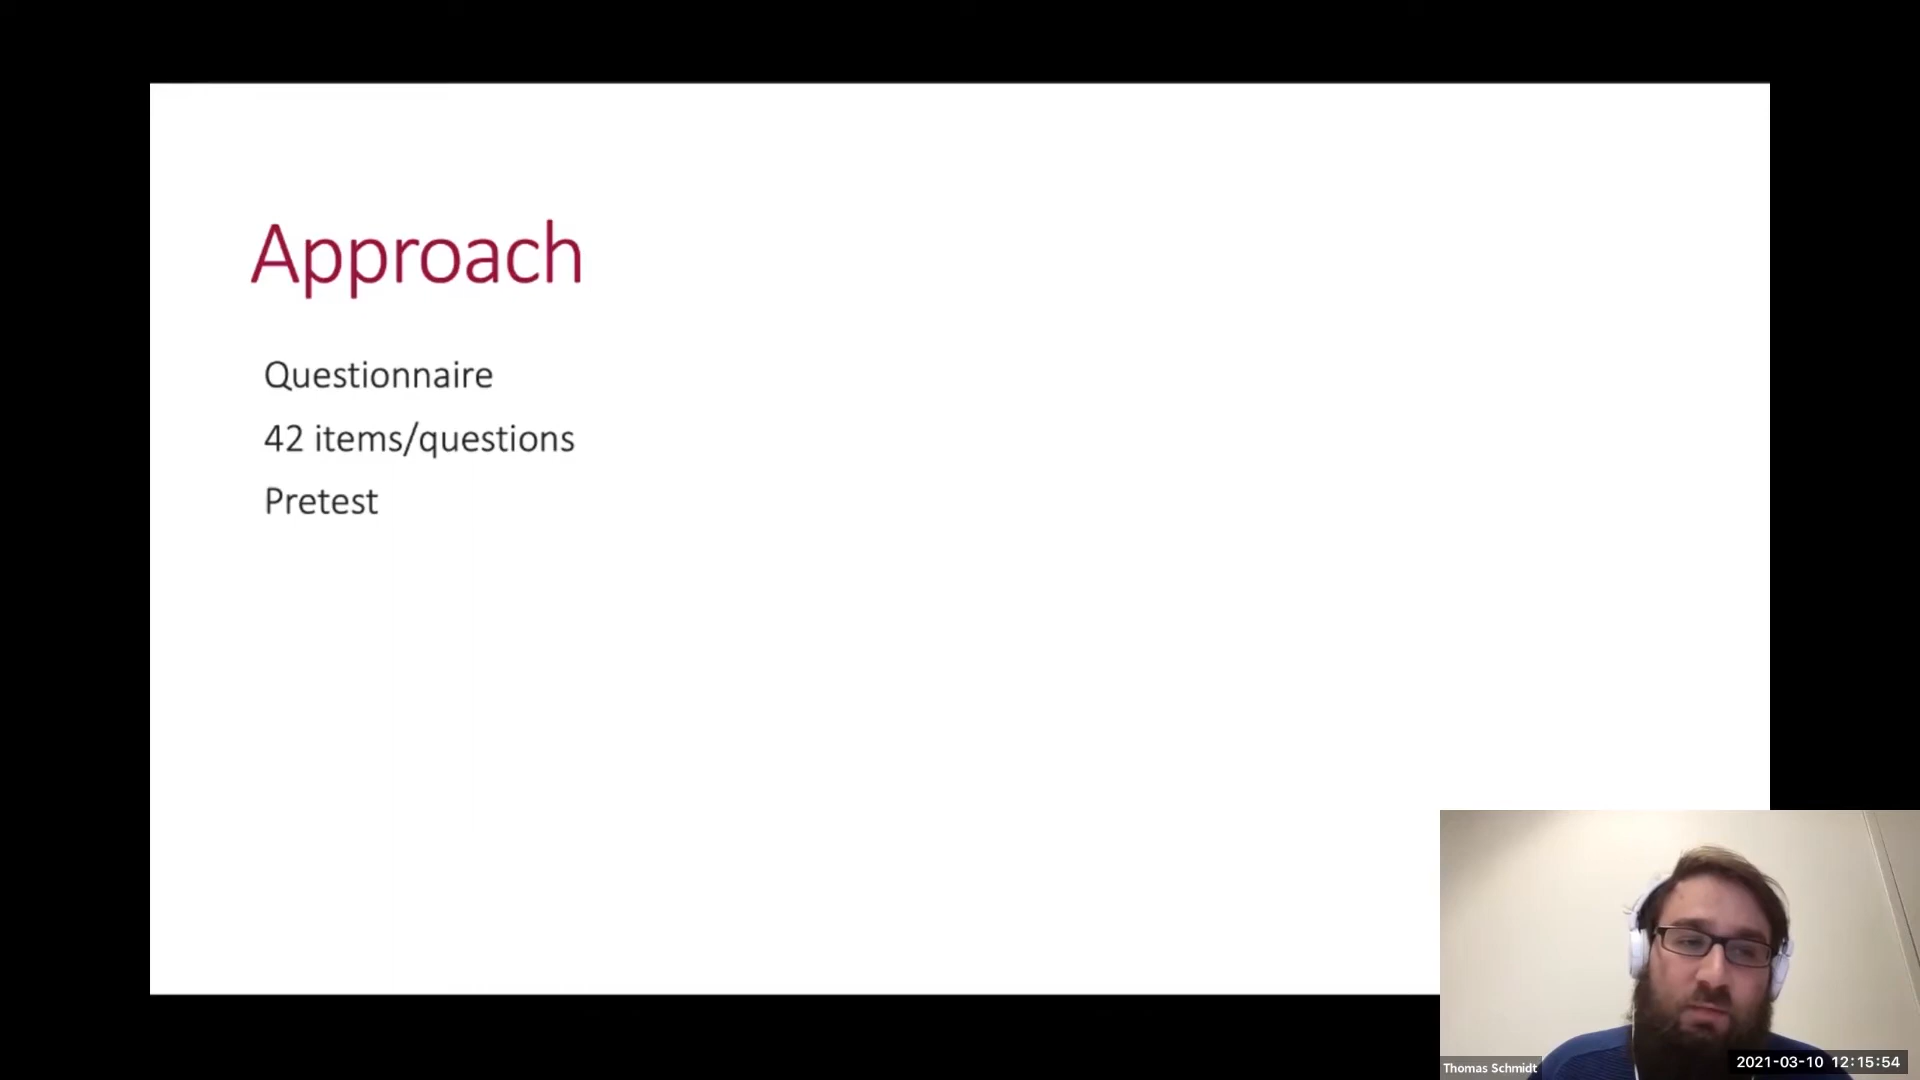 Approach
Questionnaire
42 items/questions
Pretest
Thomas Schmidt
2021-03-10 12:15:54